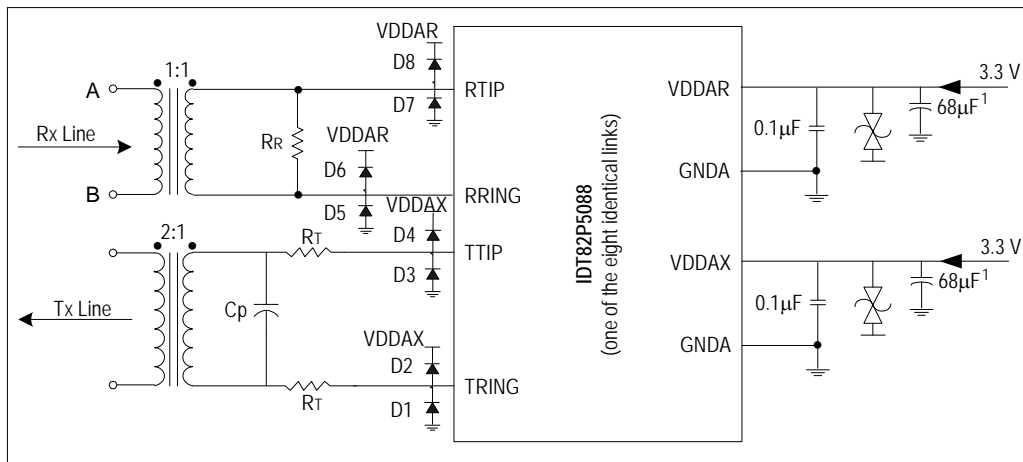 VDDAR
D8
1:1
A
RTIP
VDDAR
3.3 V
D7
68µF1
Rx Line
RR
VDDAR
0.1µF
D6
B
RRING
GNDA
D5
VDDAX
2:1
RT
D4
TTIP
VDDAX
3.3 V
D3
68µF1
Tx Line
Cp
0.1µF
VDDAX
D2
GNDA
TRING
RT
D1
IDT82P5088
(one of the eight identical links)